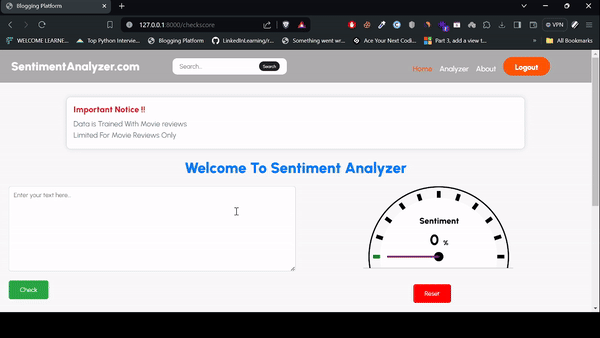 Blogging Platform
127.0.0.1:8000/checkscore
VPN
WELCOME LEARNE...
Top Python Intervie...
Blogging Platform
LinkedInLearning/r...
Something went wr...
Ace Your Next Codi...
Part 3, add a view t...
All Bookmarks
SentimentAnalyzer.com
Search...
Search
Home
Analyzer
About
Logout
Important Notice !!
Data is Trained With Movie reviews
Limited For Movie Reviews Only
Welcome To Sentiment Analyzer
Enter your text here...
Sentiment
0 %
Check
Reset